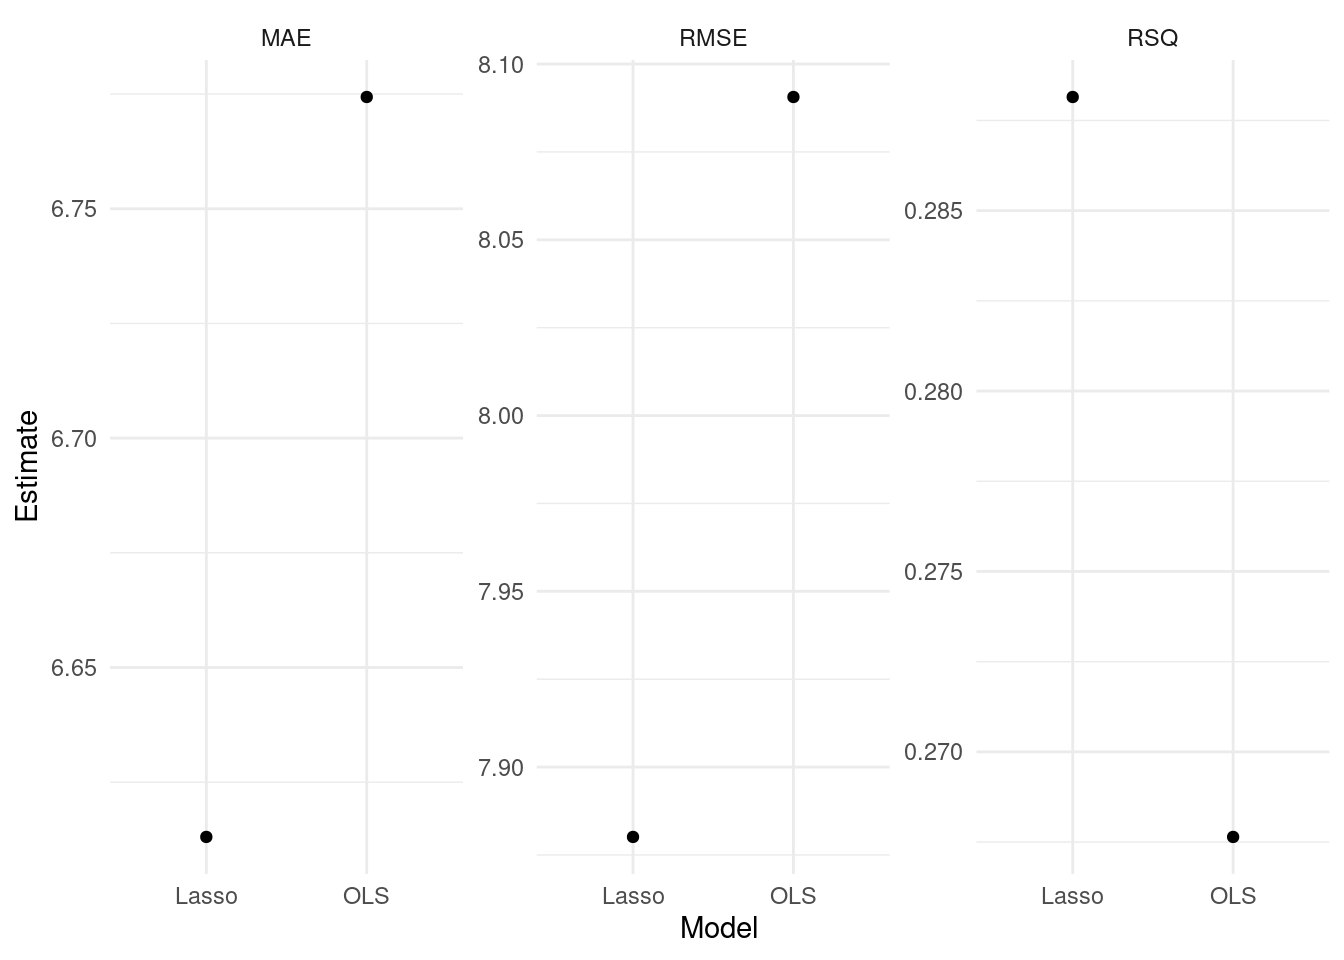 MAE
RMSE
RSQ
Estimate
6.75
6.70
6.65
8.10
8.05
8.00
7.95
7.90
0.285
0.280
0.275
0.270
Lasso OLS
Lasso OLS
Lasso OLS
Model